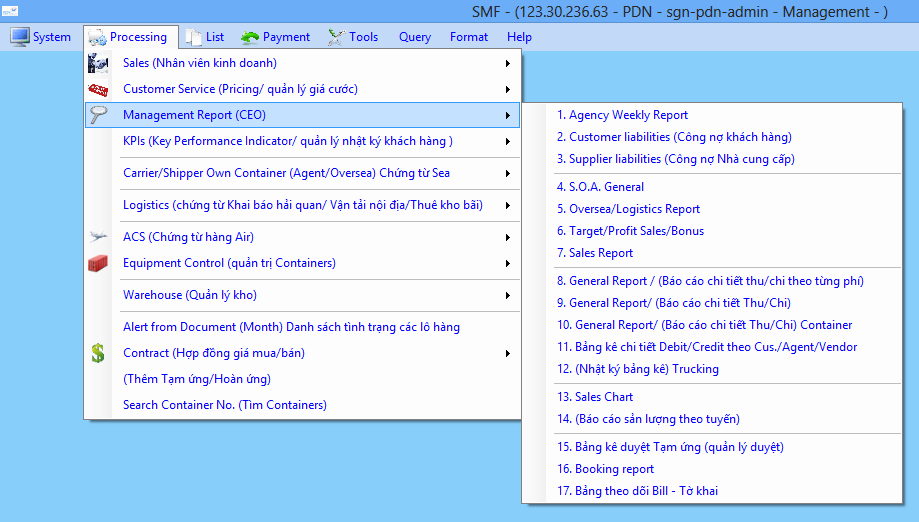 SMF - (123.30.236.63 - PDN - sgn-pdn-admin - Management - )
System Processing List Payment Tools Query Format Help
Sales (Nhân viên kinh doanh)
Customer Service (Pricing/ quản lý giá cước)
Management Report (CEO)
KPIs (Key Performance Indicator/ quản lý nhật ký khách hàng )
Carrier/Shipper Own Container (Agent/Oversea) Chứng từ Sea
Logistics (chứng từ Khai báo hải quan/ Vận tải nội địa/Thuê kho bãi)
ACS (Chứng từ hàng Air)
Equipment Control (quản trị Containers)
Warehouse (Quản lý kho)
Alert from Document (Month) Danh sách tình trạng các lô hàng
Contract (Hợp đồng giá mua/bán)
(Thêm Tạm ứng/Hoàn ứng)
Search Container No. (Tìm Containers)
1. Agency Weekly Report
2. Customer liabilities (Công nợ khách hàng)
3. Supplier liabilities (Công nợ Nhà cung cấp)
4. S.O.A. General
5. Oversea/Logistics Report
6. Target/Profit Sales/Bonus
7. Sales Report
8. General Report / (Báo cáo chi tiết thu/chi theo từng phí)
9. General Report/ (Báo cáo chi tiết Thu/Chi)
10. General Report/ (Báo cáo chi tiết Thu/Chi) Container
11. Bảng kê chi tiết Debit/Credit theo Cus./Agent/Vendor
12. (Nhật ký bảng kê) Trucking
13. Sales Chart
14. (Báo cáo sản lượng theo tuyến)
15. Bảng kê duyệt Tạm ứng (quản lý duyệt)
16. Booking report
17. Bảng theo dõi Bill - Tờ khai